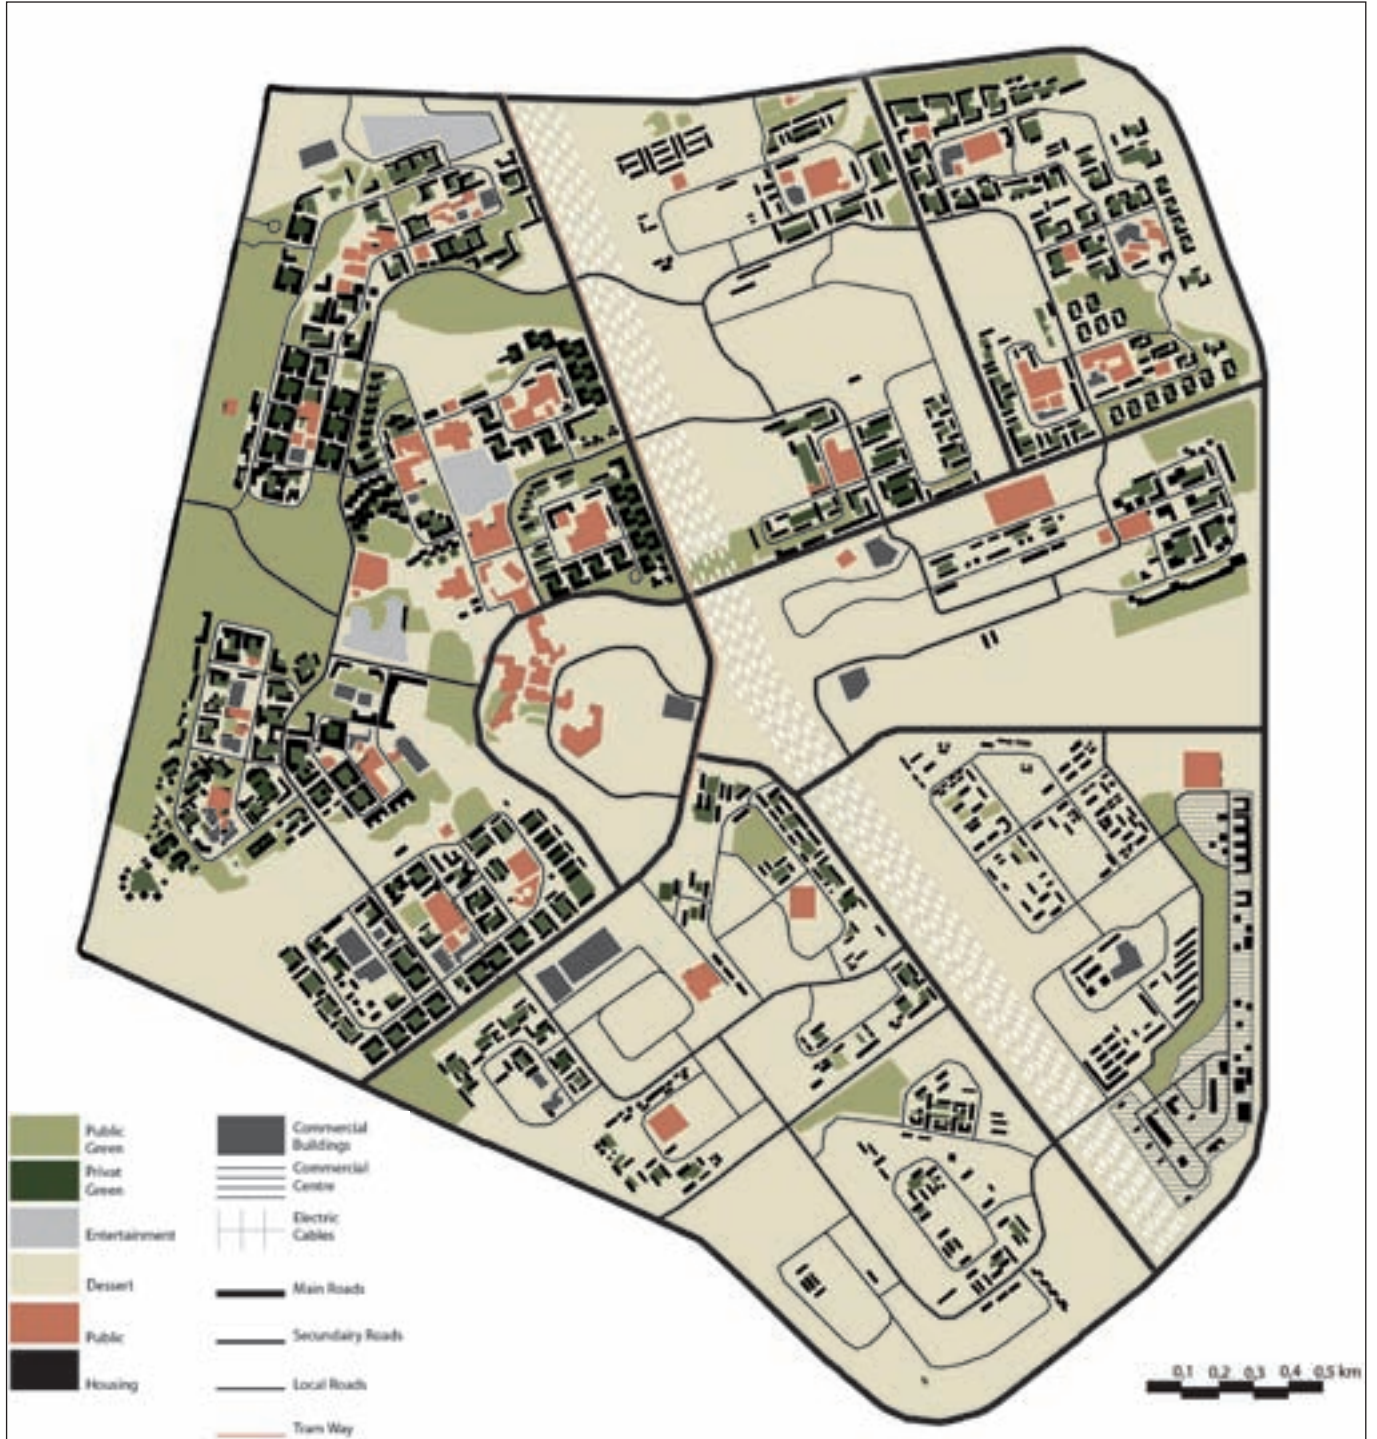 Public
Green
Privat
Green
Entertainment
Dessert
Public
Housing
Commercial
Buildings
Commercial
Centre
Electric
Cables
Main Roads
Secundairy Roads
Local Roads
Tram Way
0,1 0,2 0,3 0,4 0,5 km